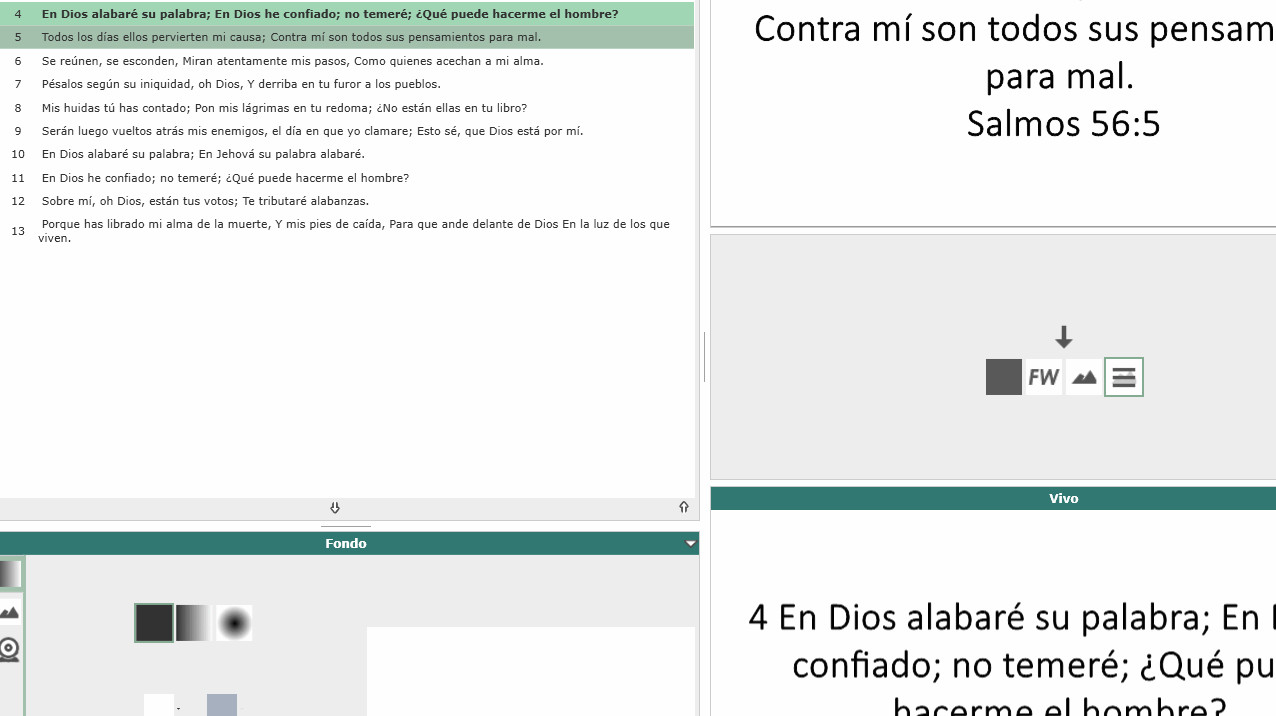 4 En Dios alabaré su palabra; En Dios he confiado; no temeré; ¿Qué puede hacerme el hombre?
5 Todos los días ellos pervierten mi causa; Contra mí son todos sus pensamientos para mal.
6 Se reúnen, se esconden, Miran atentamente mis pasos, Como quienes acechan a mi alma.
7 Pésalos según su iniquidad, oh Dios, Y derriba en tu furor a los pueblos.
8 Mis huidas tú has contado; Pon mis lágrimas en tu redoma; ¿No están ellas en tu libro?
9 Serán luego vueltos atrás mis enemigos, el día en que yo clamare; Esto sé, que Dios está por mí.
10 En Dios alabaré su palabra; En Jehová su palabra alabaré.
11 En Dios he confiado; no temeré; ¿Qué puede hacerme el hombre?
12 Sobre mí, oh Dios, están tus votos; Te tributaré alabanzas.
13 Porque has librado mi alma de la muerte, Y mis pies de caída, Para que ande delante de Dios En la luz de los que
viven.
Fondo
Contra mí son todos sus pensam
para mal.
Salmos 56:5
FW
Vivo
4 En Dios alabaré su palabra; En
confiado; no temeré; ¿Qué pu
hacerme el hombre?